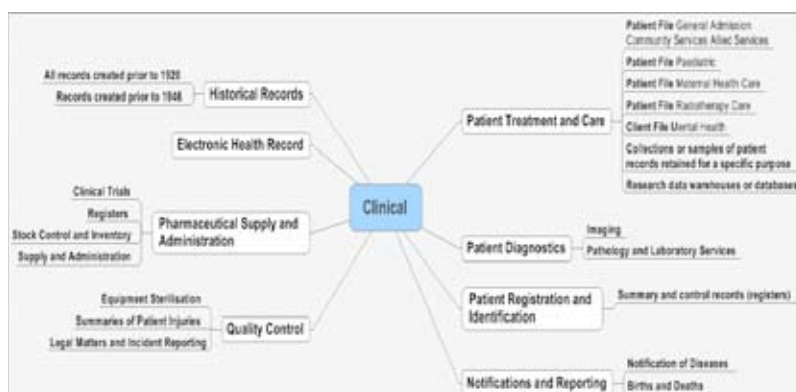 Clinical
Historical Records
All records created prior to 1920
Records created prior to 1946
Electronic Health Record
Pharmaceutical Supply and
Administration
Clinical Trials
Registers
Stock Control and Inventory
Supply and Administration
Quality Control
Equipment Sterilisation
Summaries of Patient Injuries
Legal Matters and Incident Reporting
Patient Treatment and Care
Patient File General Admission
Community Services Allied Services
Patient File Paediatric
Patient File Maternal Health Care
Patient File Radiotherapy Care
Client File Mental Health
Collections or samples of patient
records retained for a specific purpose
Research data warehouses or databases
Patient Diagnostics
Imaging
Pathology and Laboratory Services
Patient Registration and
Identification
Summary and control records (registers)
Notifications and Reporting
Notification of Diseases
Births and Deaths